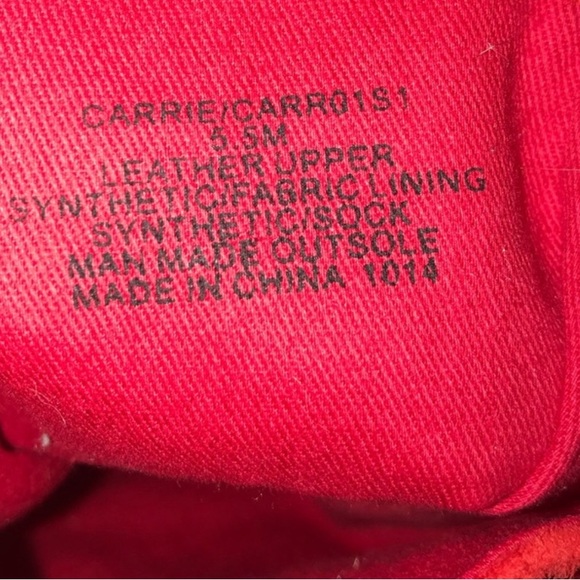 CARRIE/CARR01S1
5.5M
LEATHER UPPER
SYNTHETIC/FABRIC LINING
SYNTHETIC/SOCK
MAN MADE OUTSOLE
MADE IN CHINA 1014